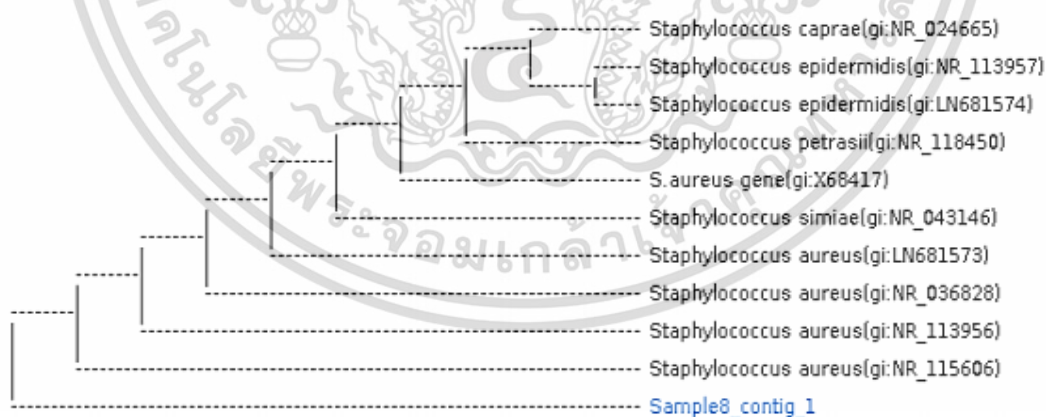 Staphylococcus caprae(gi:NR_024665)
Staphylococcus epidermidis(gi:NR_113957)
Staphylococcus epidermidis(gi:LN681574)
Staphylococcus petrasii(gi:NR_118450)
S.aureus gene(gi:X68417)
Staphylococcus simiae(gi:NR_043146)
Staphylococcus aureus(gi:LN681573)
Staphylococcus aureus(gi:NR_036828)
Staphylococcus aureus(gi:NR_113956)
Staphylococcus aureus(gi:NR_115606)
Sample8_contig_1